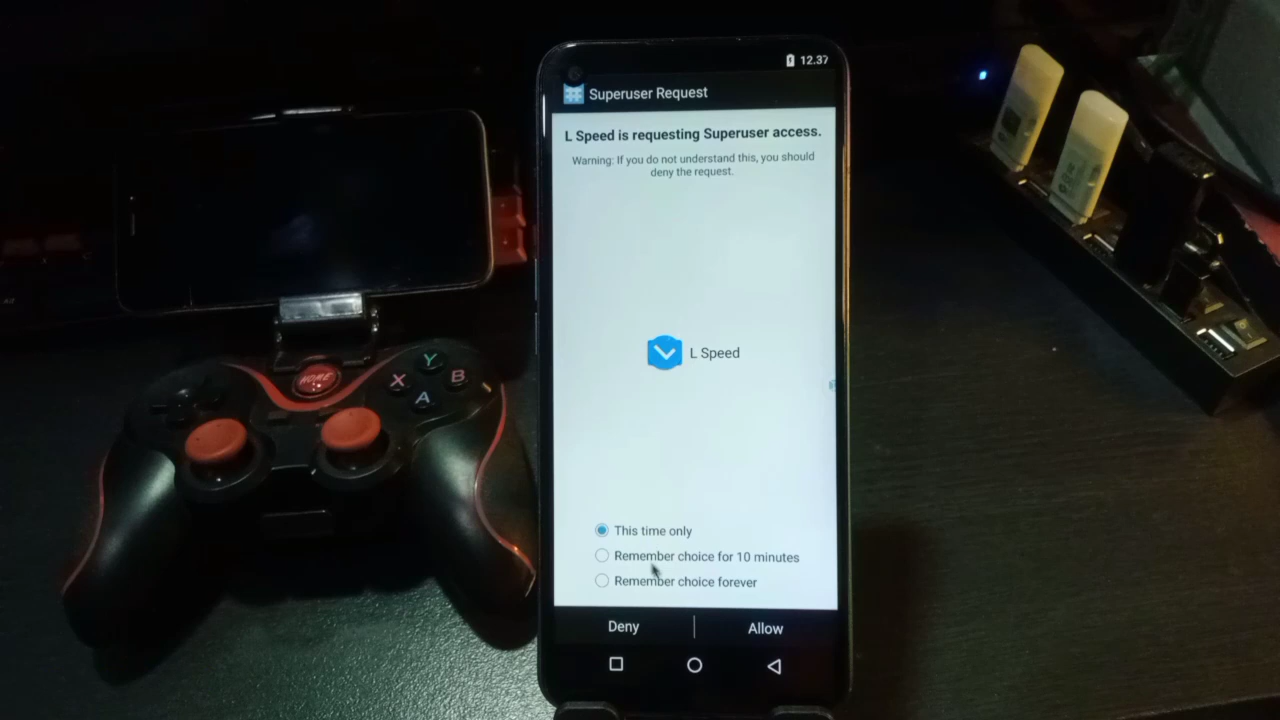 12.37
Superuser Request
L Speed is requesting Superuser access.
Warning: If you do not understand this, you should
deny the request.
L Speed
This time only
Remember choice for 10 minutes
Remember choice forever
Deny
Allow
HOME
Y
X
B
A